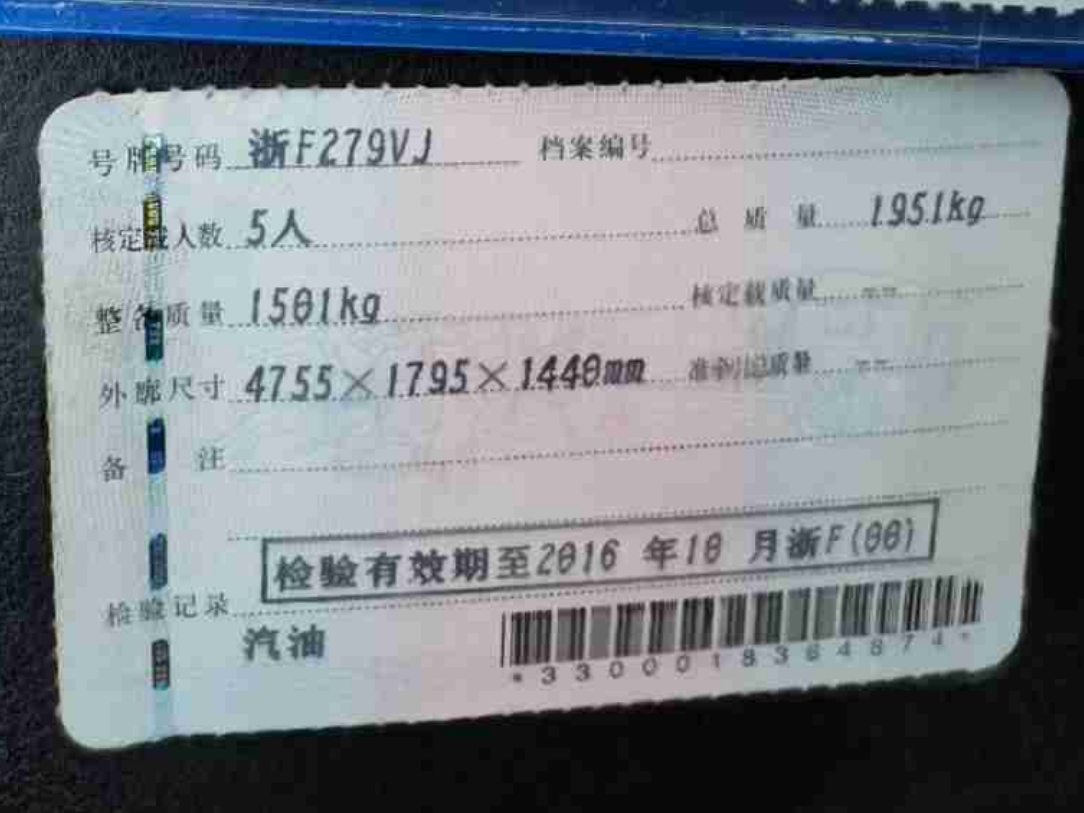 号牌号码 浙F279VJ 档案编号
核定载人数 5人 总质量 1951kg
整备质量 1501kg 核定载质量 --
外廓尺寸 4755×1795×1440mm 准牵引总质量 --
备注
检验有效期至2016 年10 月浙F(00)
检验记录
汽油
*3300018364874*